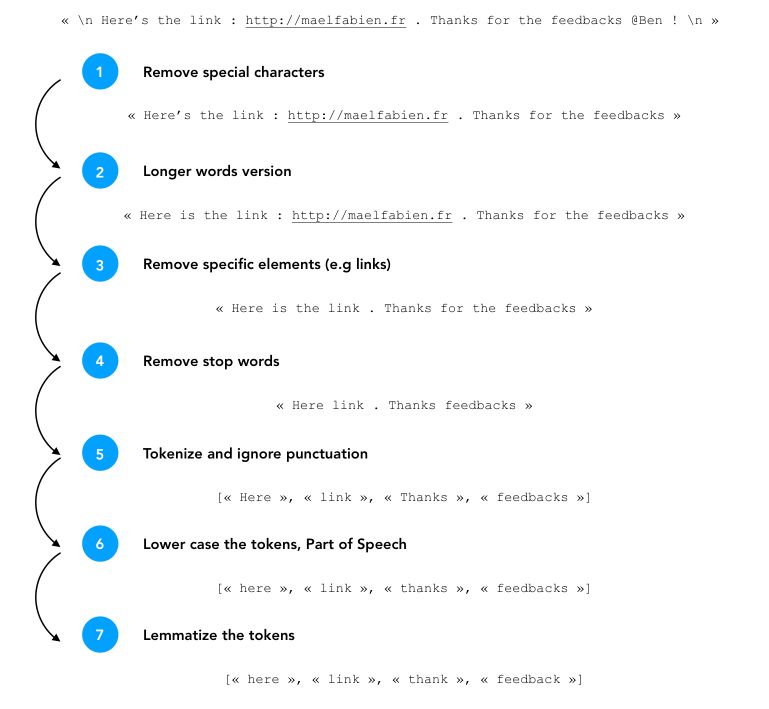 « \n Here’s the link : http://maelfabien.fr . Thanks for the feedbacks @Ben ! \n »
1 Remove special characters
« Here’s the link : http://maelfabien.fr . Thanks for the feedbacks »
2 Longer words version
« Here is the link : http://maelfabien.fr . Thanks for the feedbacks »
3 Remove specific elements (e.g links)
« Here is the link . Thanks for the feedbacks »
4 Remove stop words
« Here link . Thanks feedbacks »
5 Tokenize and ignore punctuation
[« Here », « link », « Thanks », « feedbacks »]
6 Lower case the tokens, Part of Speech
[« here », « link », « thanks », « feedbacks »]
7 Lemmatize the tokens
[« here », « link », « thank », « feedback »]